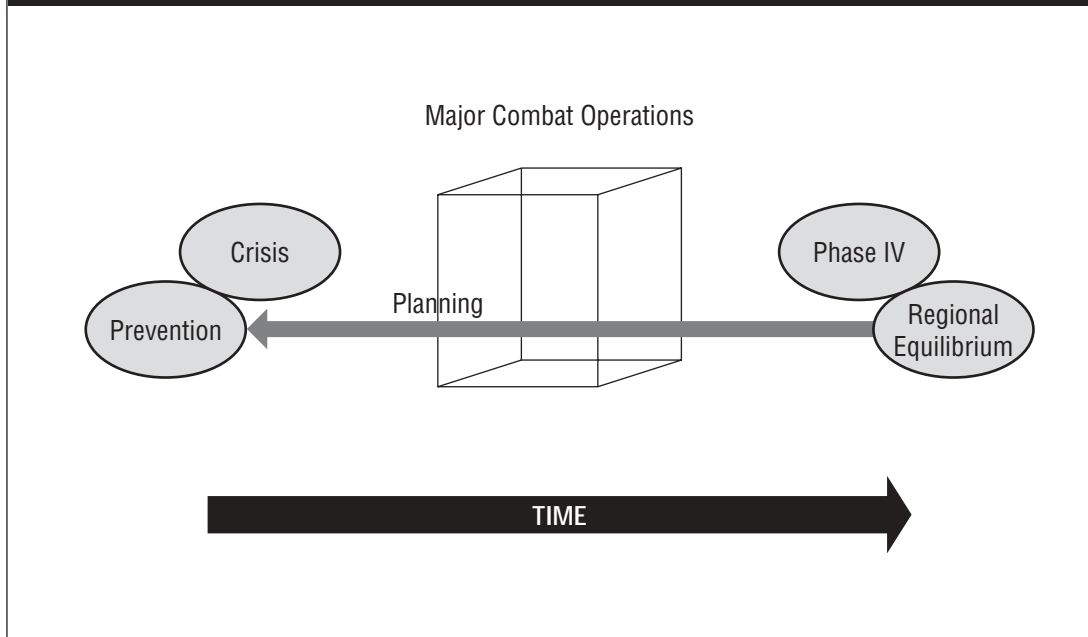 Major Combat Operations
Crisis
Phase IV
Planning
Prevention
Regional
Equilibrium
TIME